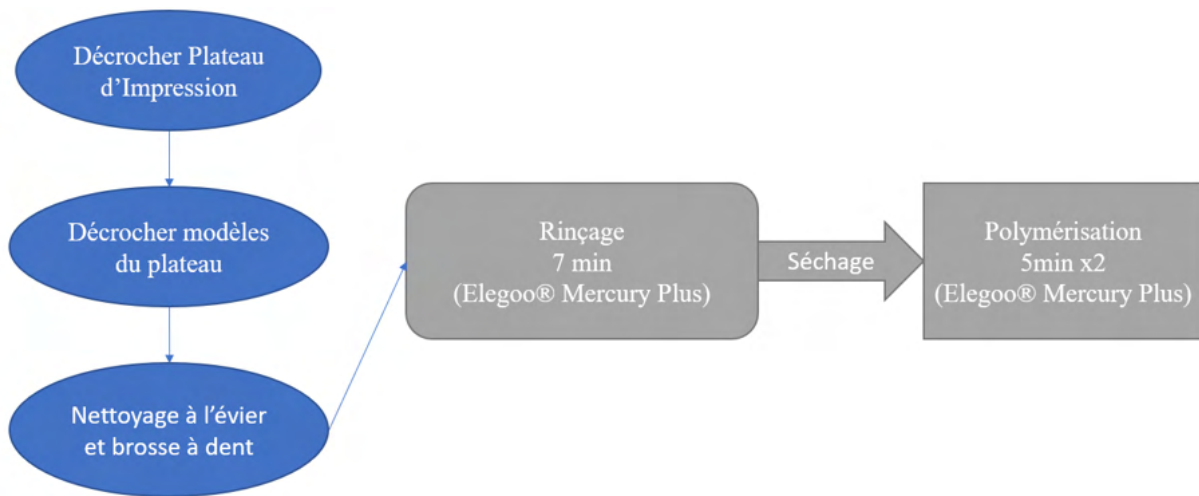 Décrocher Plateau
d’Impression
Décrocher modèles
du plateau
Nettoyage à l’évier
et brosse à dent
Rinçage
7 min
(Elegoo® Mercury Plus)
Séchage
Polymérisation
5min x2
(Elegoo® Mercury Plus)